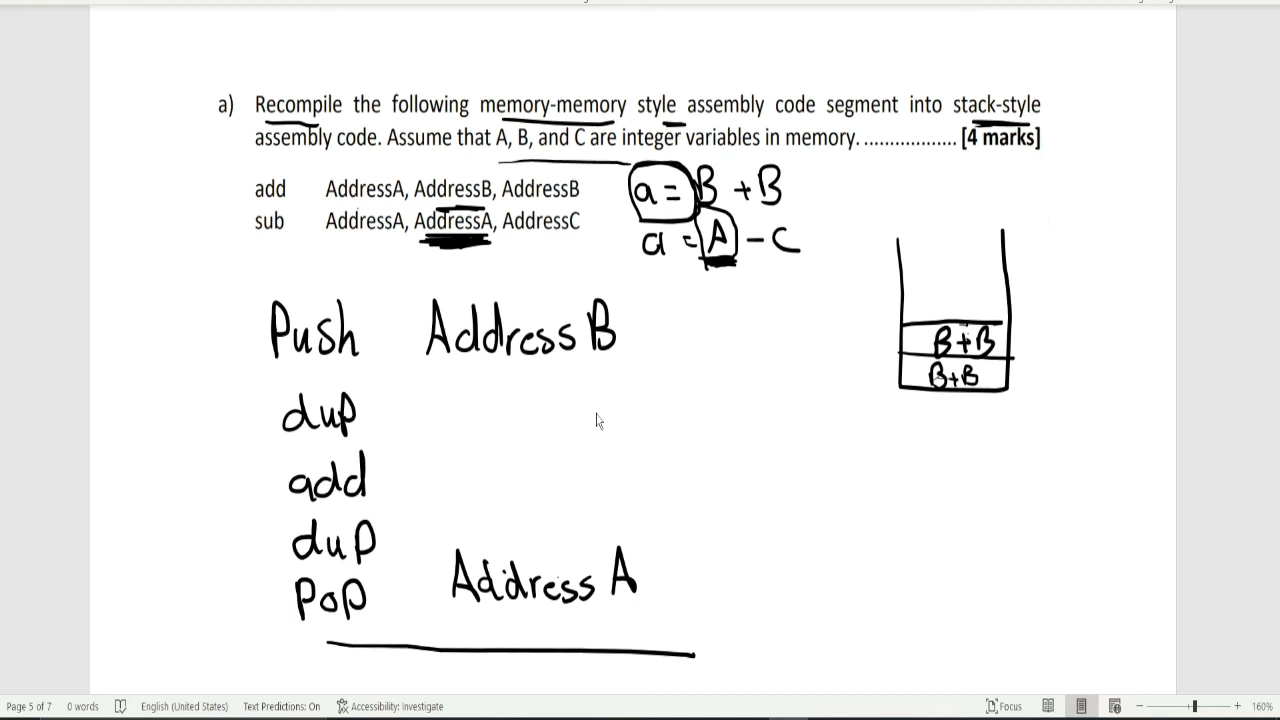 a) Recompile the following memory-memory style assembly code segment into stack-style
assembly code. Assume that A, B, and C are integer variables in memory. .................. [4 marks]
add AddressA, AddressB, AddressB
a = B + B
sub AddressA, AddressA, AddressC
a = A - C
Push Address B
B+B
B+B
dup
add
dup
Pop Address A
Page 5 of 7 0 words English (United States) Text Predictions: On Accessibility: Investigate Focus 160%